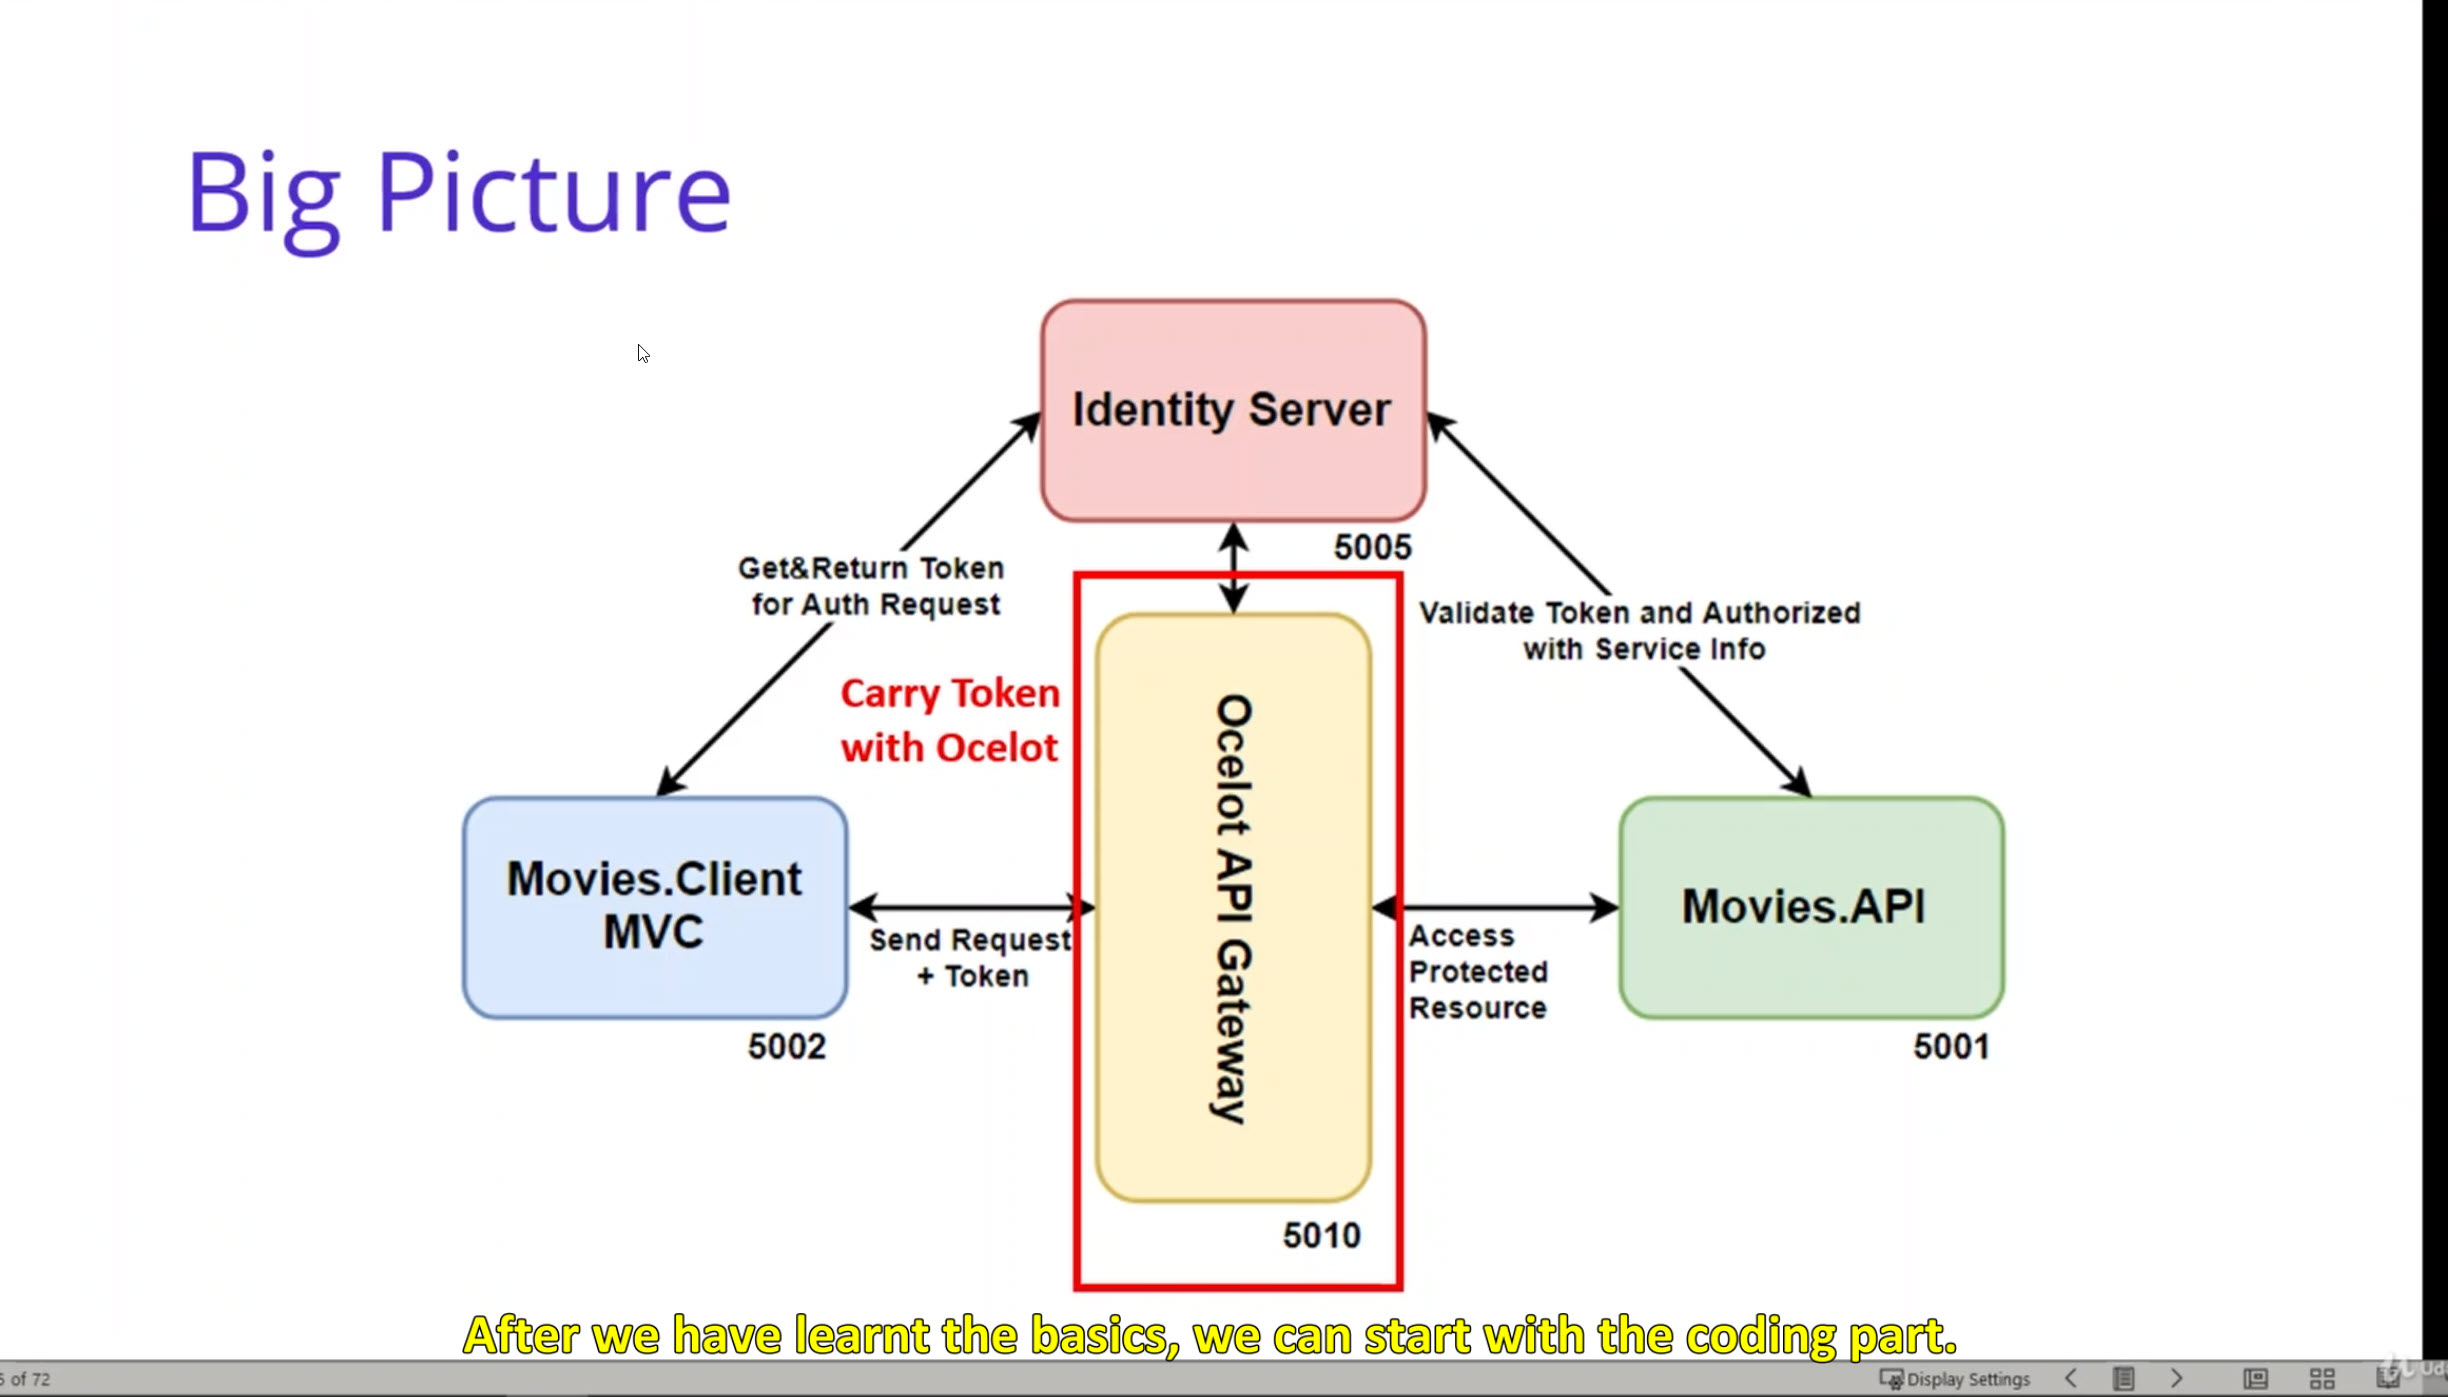 Big Picture
Identity Server
5005
Get&Return Token
for Auth Request
Validate Token and Authorized
with Service Info
Carry Token
with Ocelot
Ocelot API Gateway
Movies.Client
MVC
Send Request
+ Token
Access
Protected
Resource
Movies.API
5002
5001
5010
After we have learnt the basics, we can start with the coding part.
of 72
Display Settings